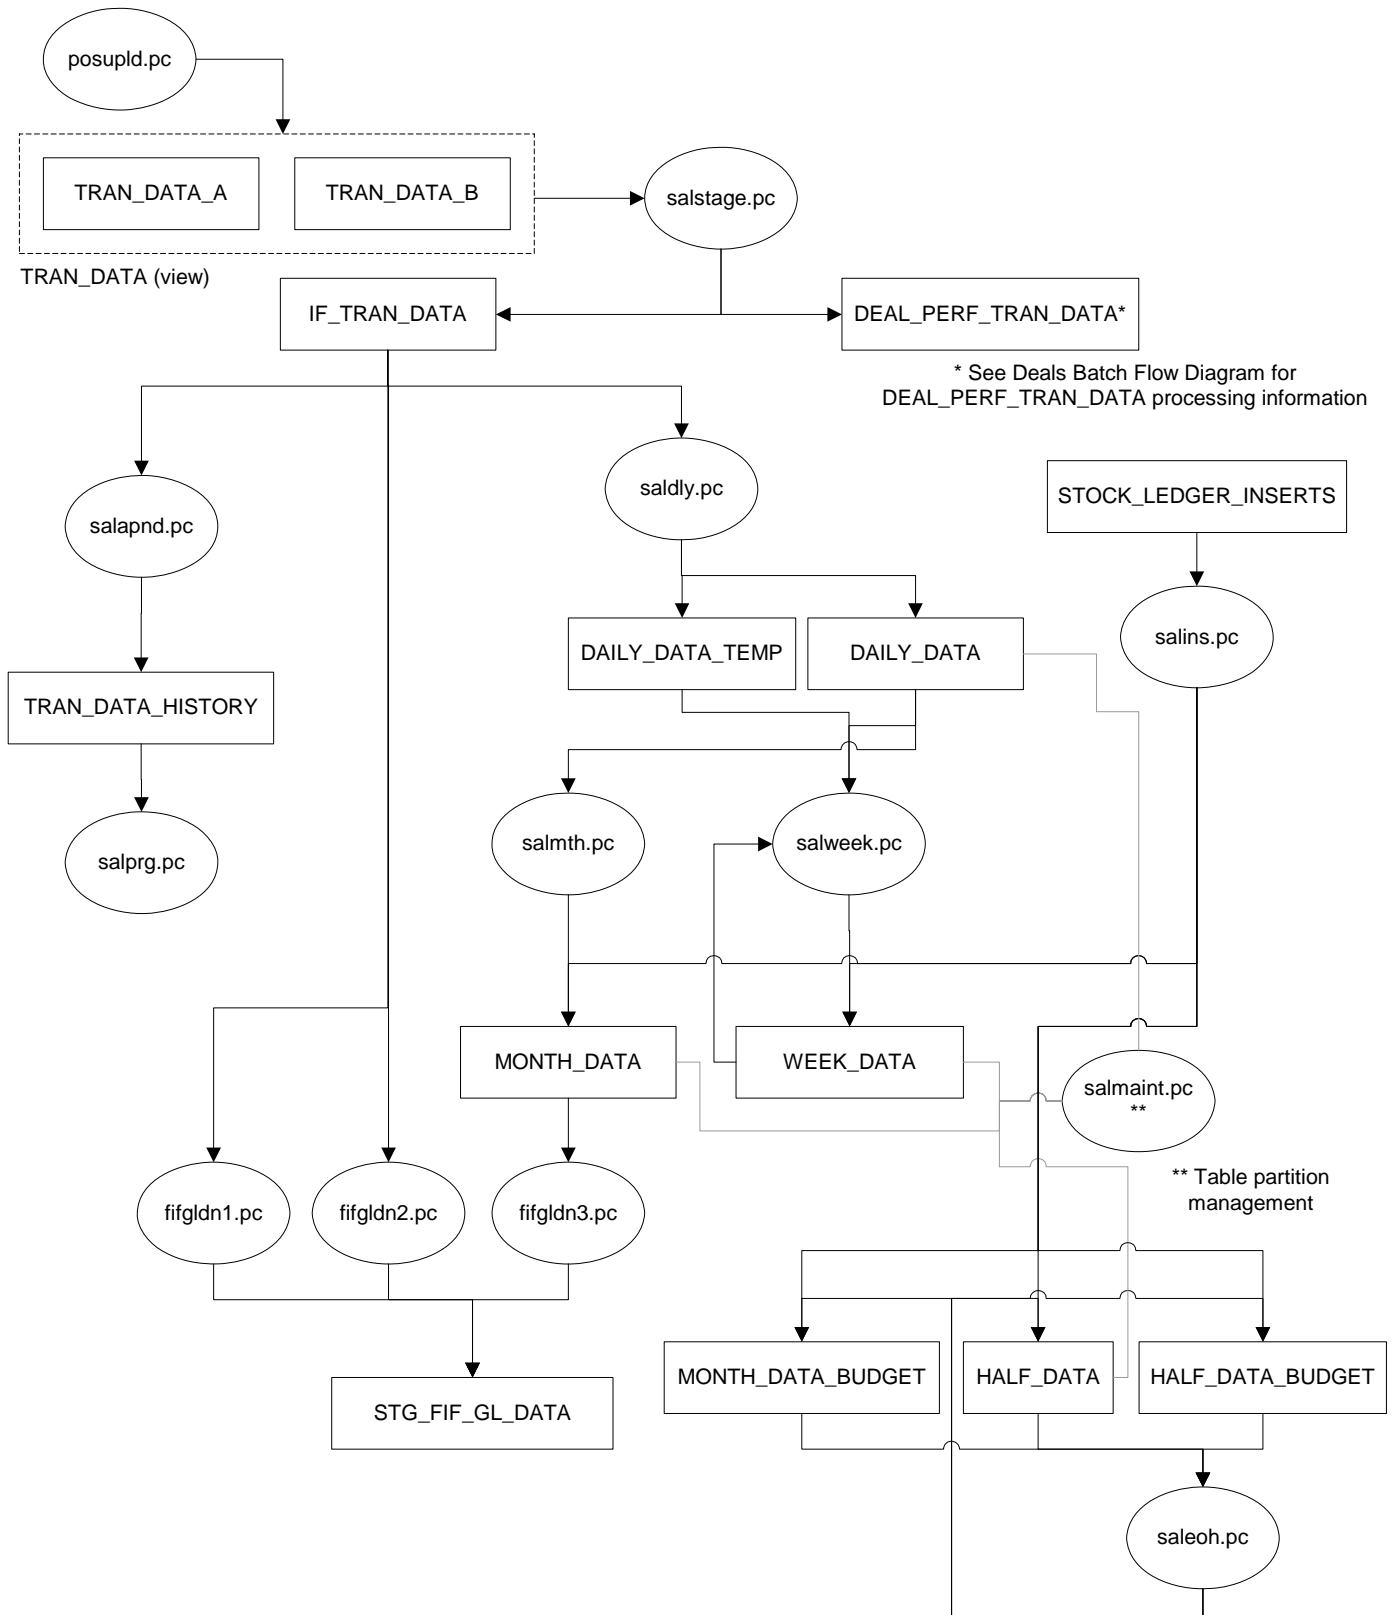 posupld.pc
TRAN_DATA_A
TRAN_DATA_B
salstage.pc
TRAN_DATA (view)
IF_TRAN_DATA
DEAL_PERF_TRAN_DATA*
* See Deals Batch Flow Diagram for
DEAL_PERF_TRAN_DATA processing information
saldly.pc
STOCK_LEDGER_INSERTS
salapnd.pc
DAILY_DATA_TEMP
DAILY_DATA
salins.pc
TRAN_DATA_HISTORY
salmth.pc
salweek.pc
salprg.pc
MONTH_DATA
WEEK_DATA
salmaint.pc
**
** Table partition
management
fifgldn1.pc
fifgldn2.pc
fifgldn3.pc
MONTH_DATA_BUDGET
HALF_DATA
HALF_DATA_BUDGET
STG_FIF_GL_DATA
saleoh.pc